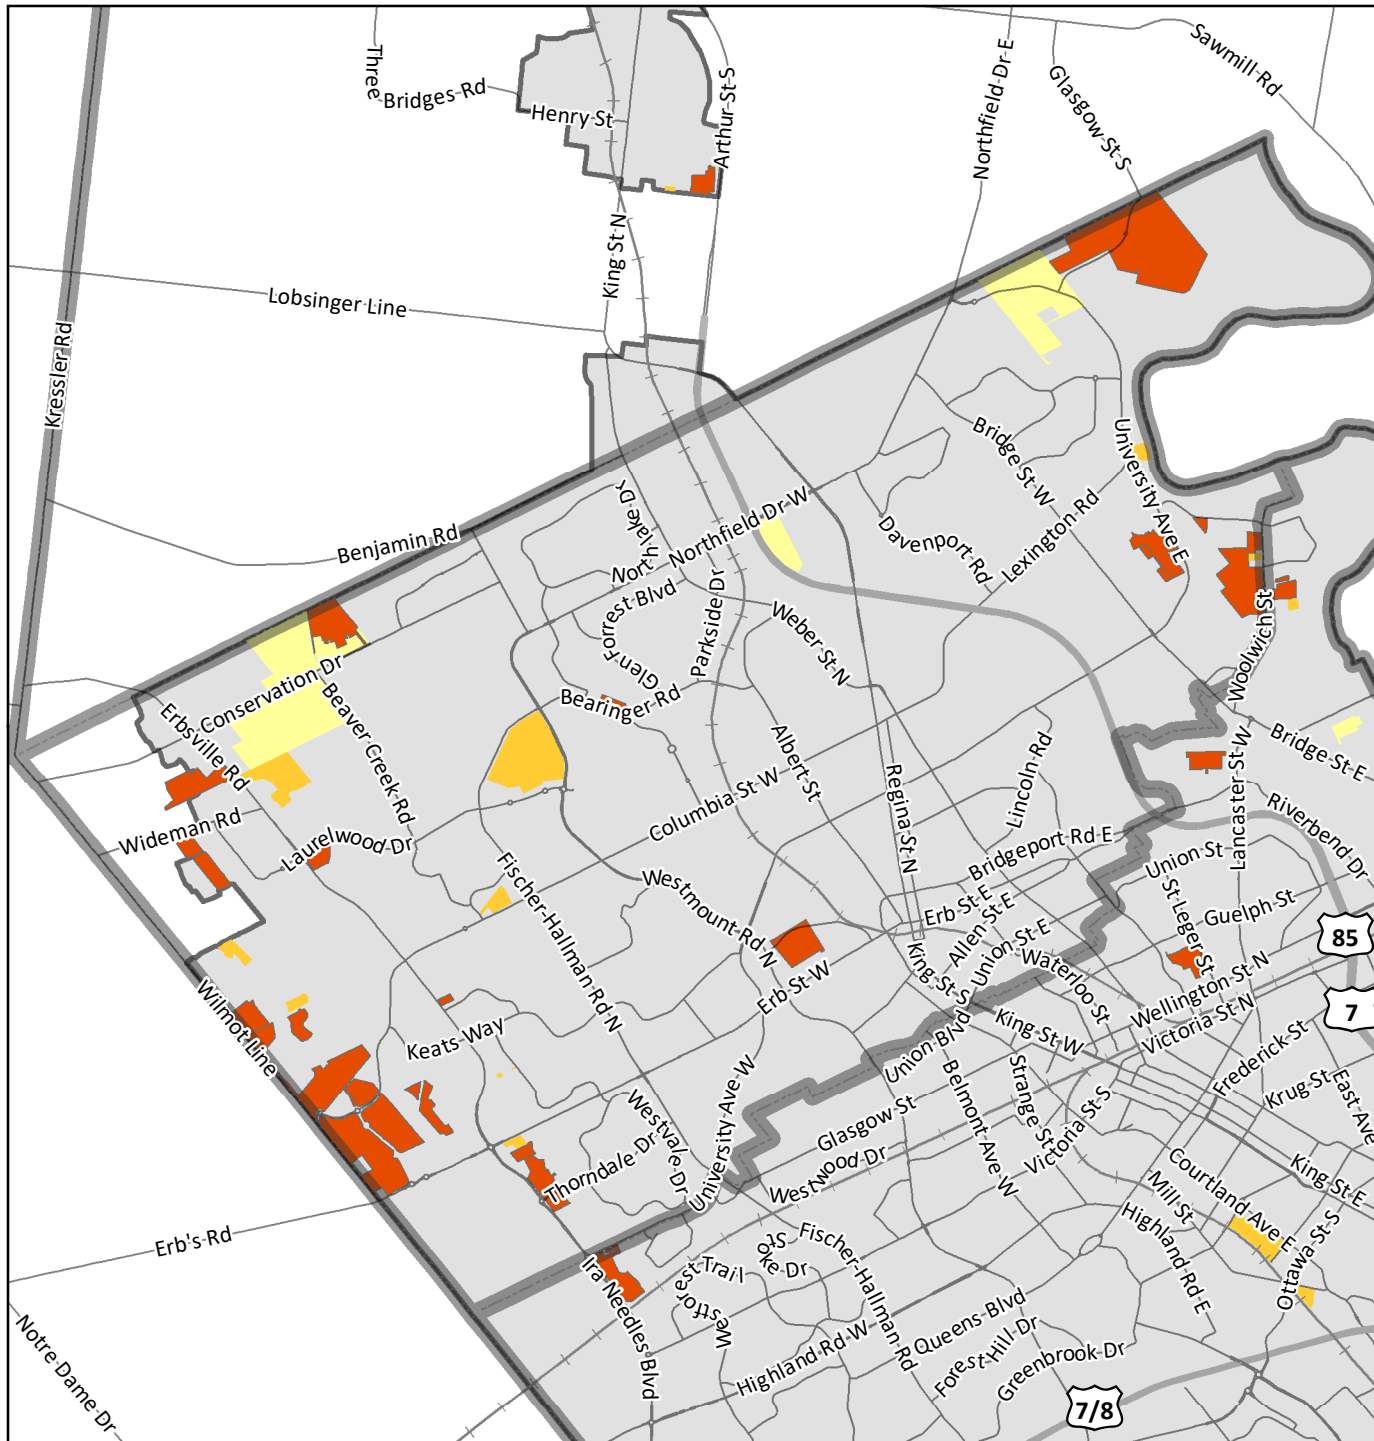 Three
Bridges Rd
Henry St
Arthur St S
Northfield Dr E
Glasgow St S
Sawmill Rd
King St N
Lobsinger Line
Kressler Rd
Bridge St W
University Ave E
Northlake Dr
Northfield Dr W
Davenport Rd
Lexington Rd
Benjamin Rd
Glen Forrest Blvd
Parkside Dr
Weber St N
Woolwich St
Conservation Dr
Bearinger Rd
Erbsville Rd
Beaver Creek Rd
Albert St
Lincoln Rd
Lancaster St W
Bridge St E
Regina St N
Columbia St W
Riverbend Dr
Wideman Rd
Laurelwood Dr
Bridgeport Rd E
Union St
Fischer-Hallman Rd N
Westmount Rd N
Erb St E
Allen St E
Union St E
St Leger St
Guelph St
85
Erb St W
King St S
Waterloo St
Wellington St N
Victoria St N
7
Wilmot Line
Keats Way
Union Blvd
King St W
Frederick St
Krug St
East Ave
University Ave W
Westvale Dr
Glasgow St
Belmont Ave W
Strange St
Victoria St S
Thorndale Dr
Westwood Dr
Courtland Ave E
King St E
Mill St
Highland Rd E
Ottawa St S
Erb's Rd
Ira Needles Blvd
Westforest Trail
Stoke Dr
Fischer-Hallman Rd
Queens Blvd
Forest Hill Dr
Greenbrook Dr
Highland Rd W
Notre Dame Dr
7/8